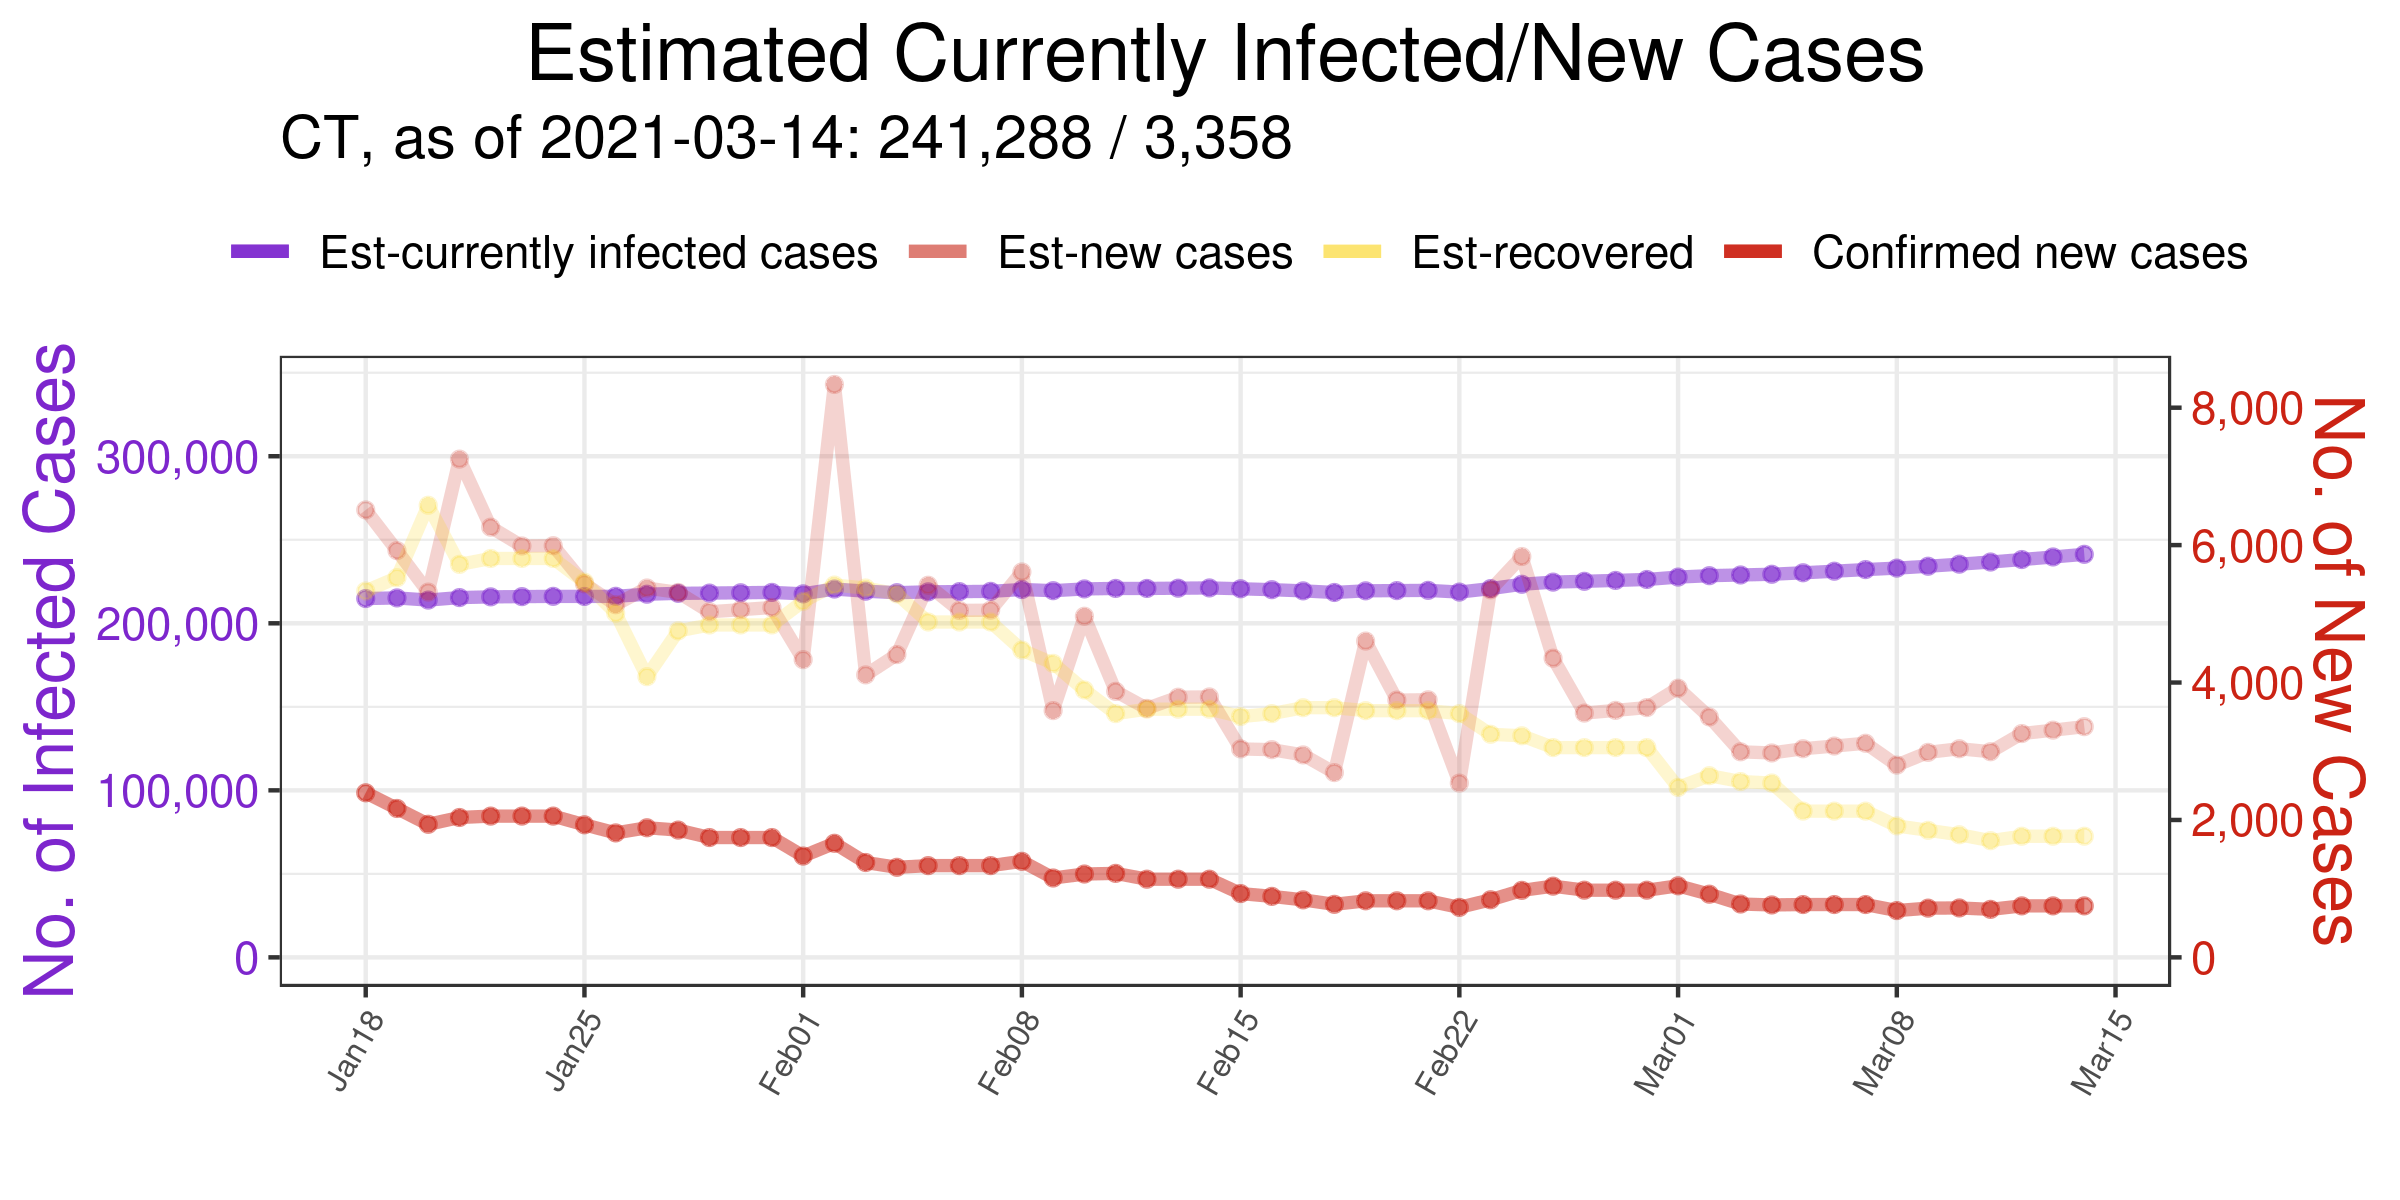 Estimated Currently Infected/New Cases
CT, as of 2021-03-14: 241,288 / 3,358
Est-currently infected cases
Est-new cases
Est-recovered
Confirmed new cases
No. of Infected Cases
300,000
200,000
100,000
0
8,000
6,000
4,000
2,000
0
No. of New Cases
Jan18
Jan25
Feb01
Feb08
Feb15
Feb22
Mar01
Mar08
Mar15